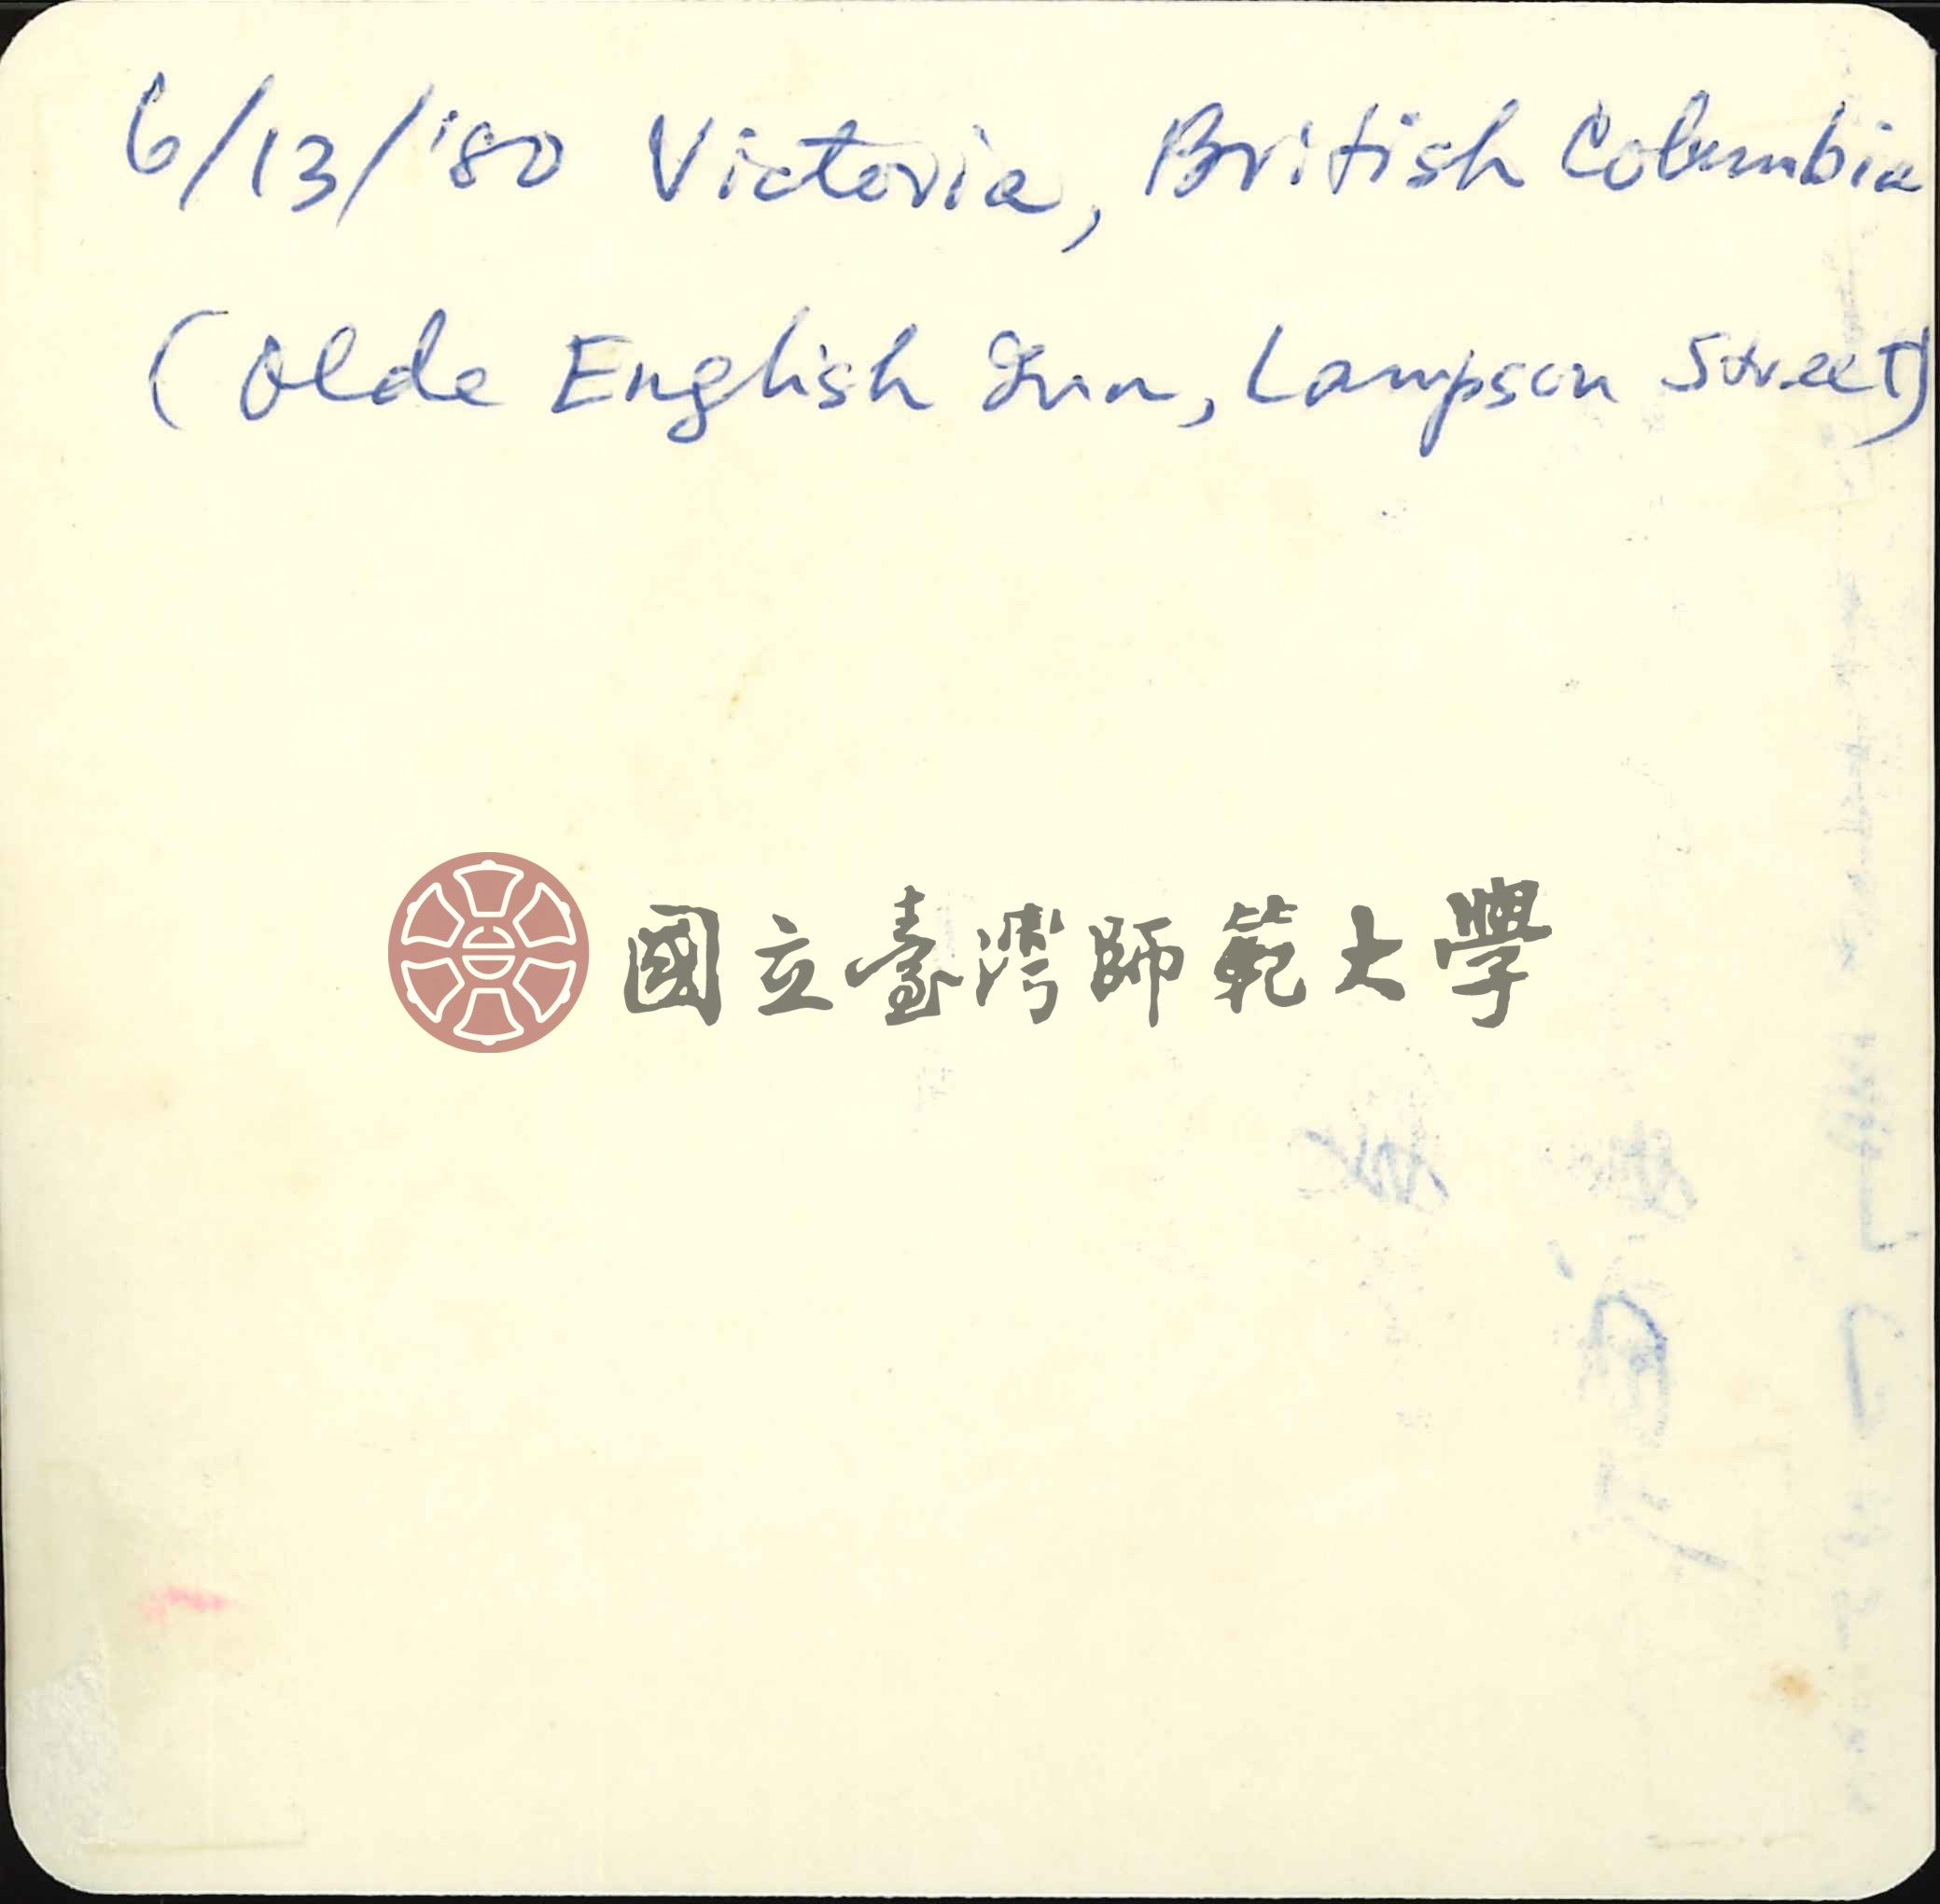 6/13/'80 Victoria, British Columbia
(Olde English Inn, Lampson Street)
國立臺灣師範大學